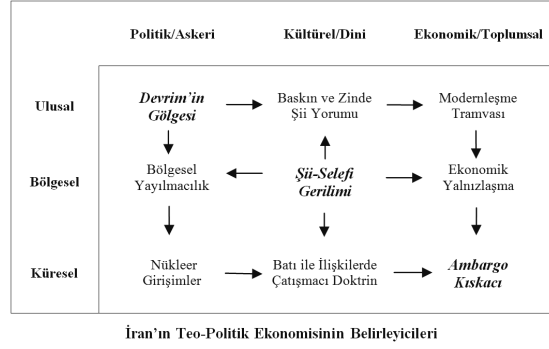 Politik/Askeri Kültürel/Dini Ekonomik/Toplumsal
Ulusal
Devrim'in Gölgesi
Baskın ve Zinde Şii Yorumu
Modernleşme Tramvası
Bölgesel
Bölgesel Yayılmacılık
Şii-Selefi Gerilimi
Ekonomik Yalnızlaşma
Küresel
Nükleer Girişimler
Batı ile İlişkilerde Çatışmacı Doktrin
Ambargo Kıskacı
İran'ın Teo-Politik Ekonomisinin Belirleyicileri